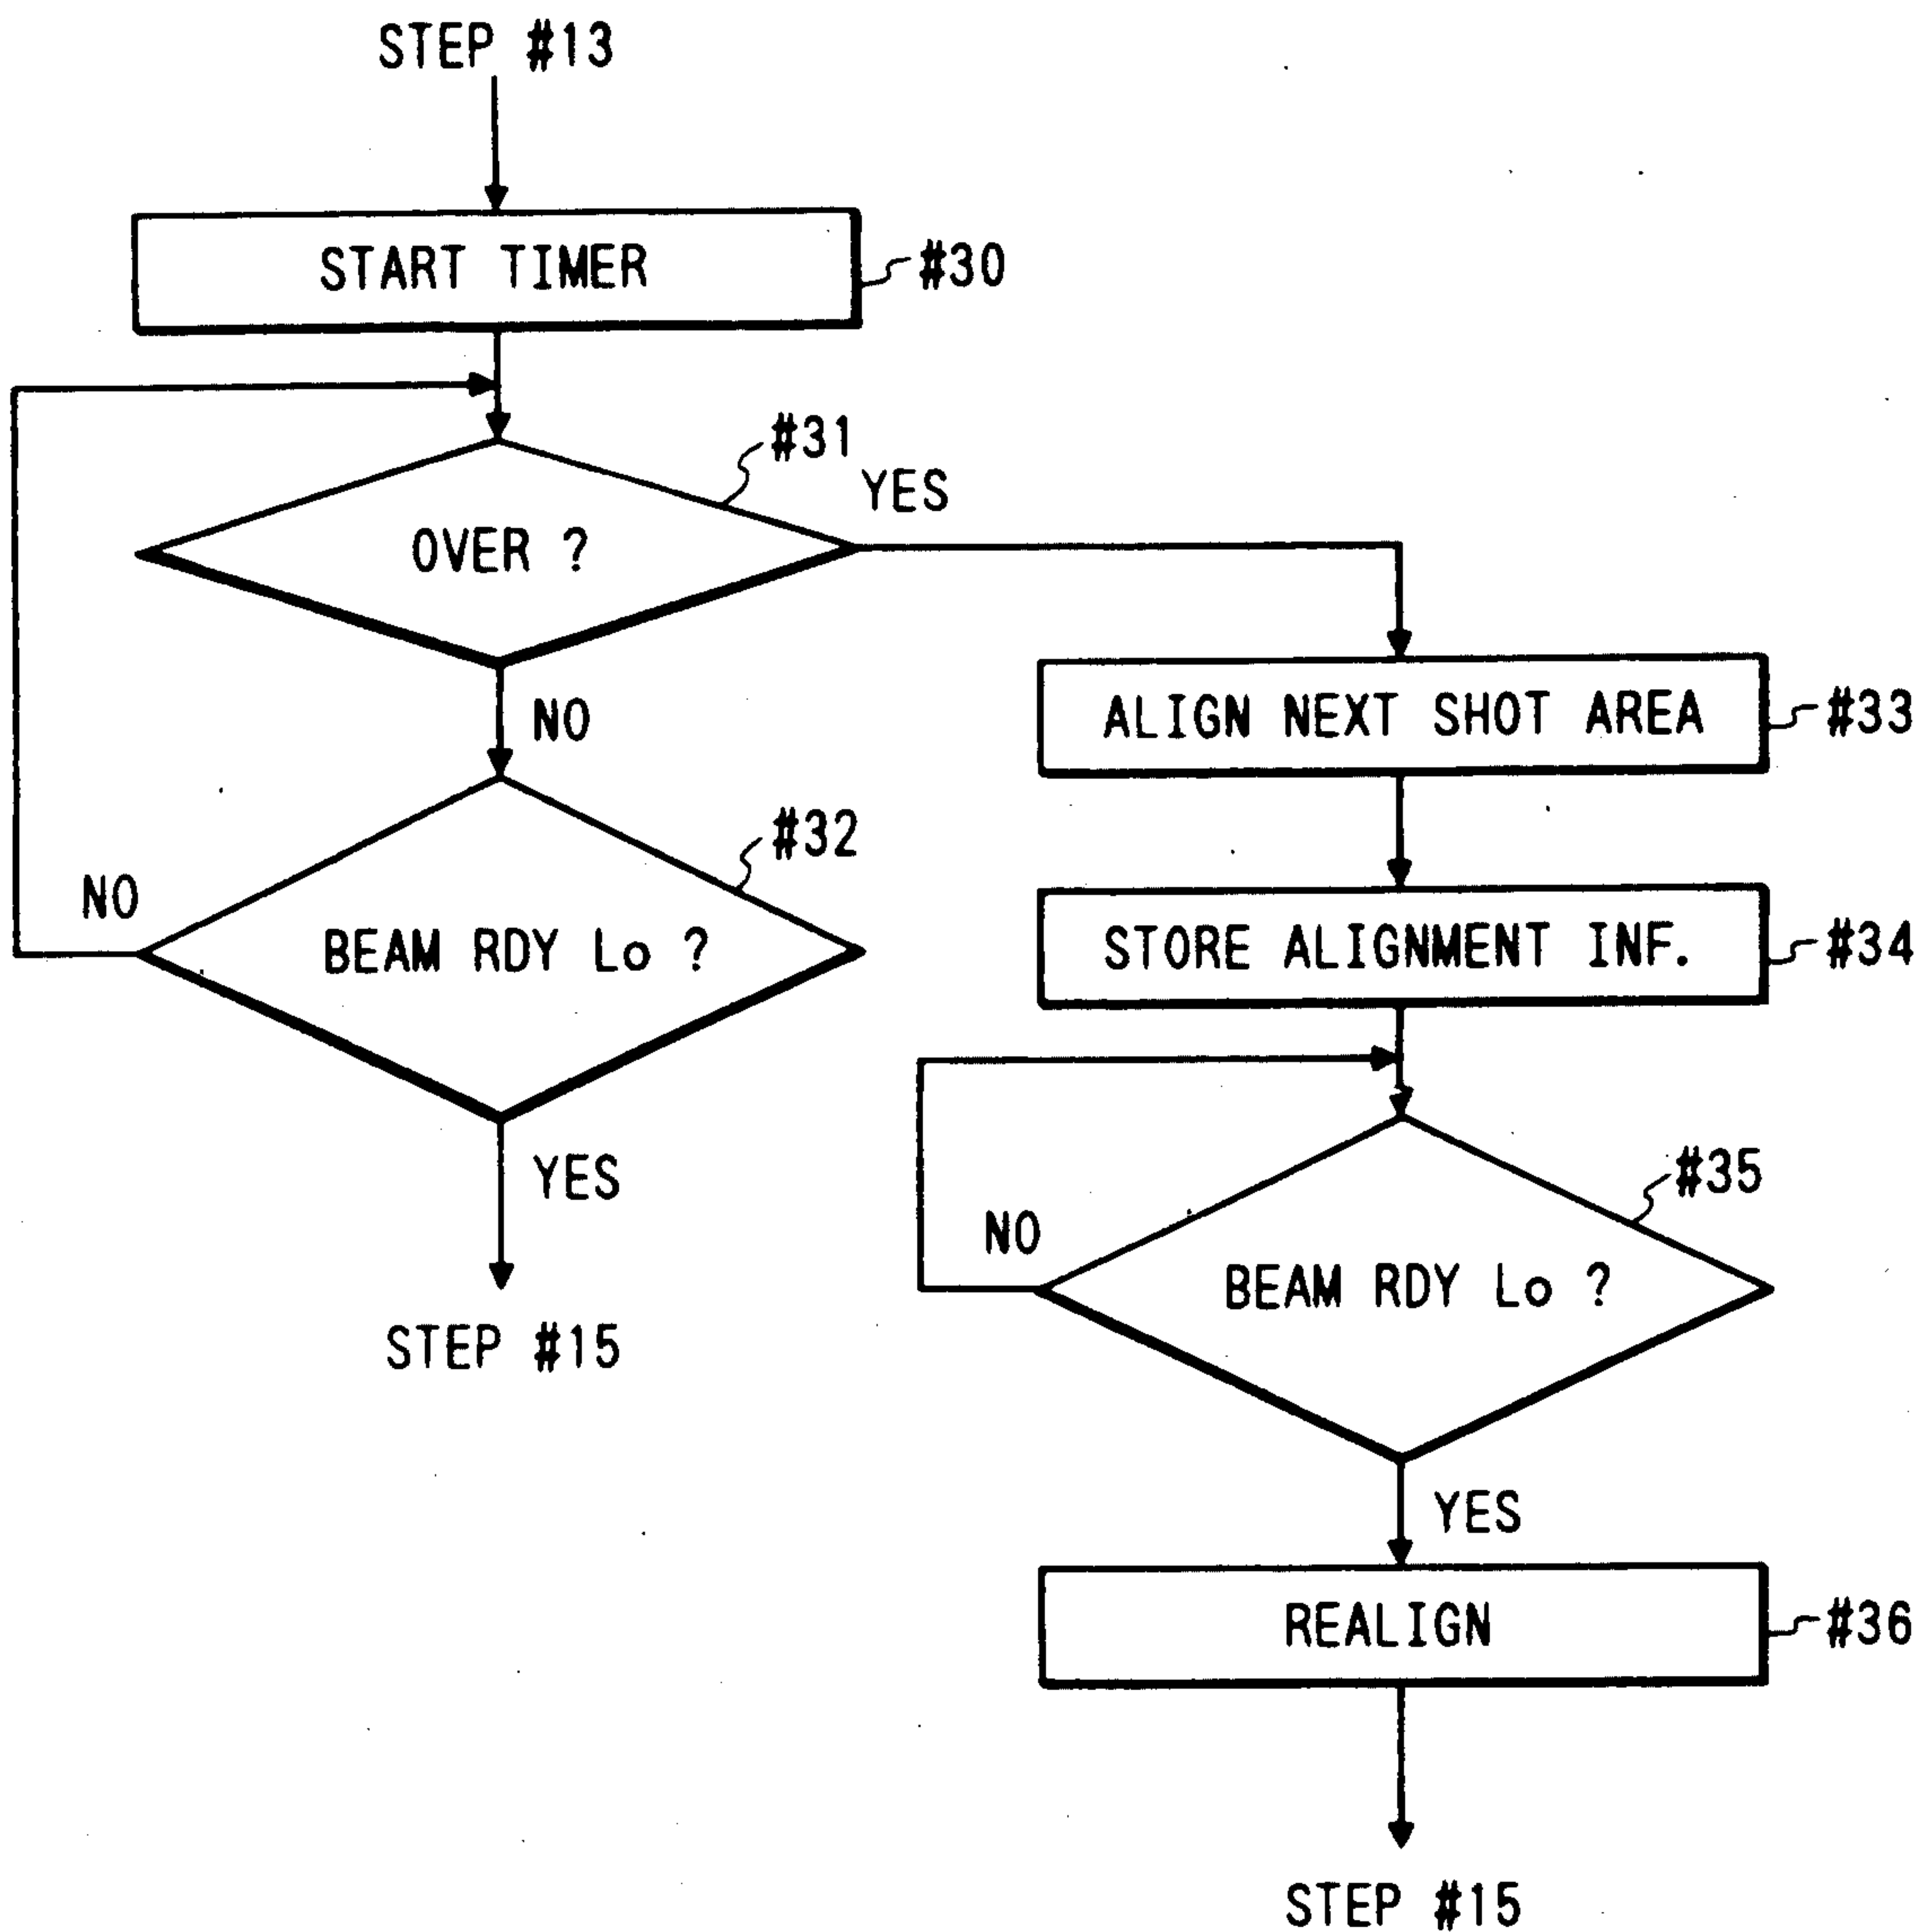 STEP #13
START TIMER
#30
#31
YES
OVER ?
NO
ALIGN NEXT SHOT AREA
#33
#32
NO
BEAM RDY Lo ?
STORE ALIGNMENT INF.
#34
YES
STEP #15
#35
NO
BEAM RDY Lo ?
YES
REALIGN
#36
STEP #15